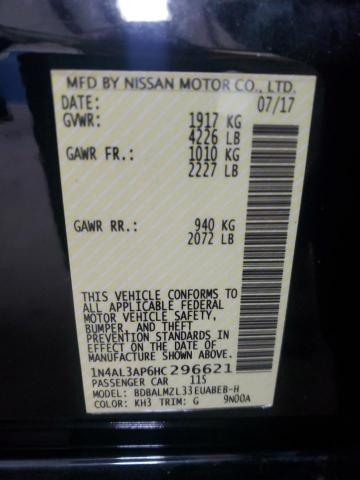 MFD BY NISSAN MOTOR CO., LTD.
DATE: 07/17
GVWR: 1917 KG
4226 LB
GAWR FR.: 1010 KG
2227 LB
GAWR RR.: 940 KG
2072 LB
THIS VEHICLE CONFORMS TO
ALL APPLICABLE FEDERAL
MOTOR VEHICLE SAFETY,
BUMPER, AND THEFT
PREVENTION STANDARDS IN
EFFECT ON THE DATE OF
MANUFACTURE SHOWN ABOVE.
1N4AL3AP6HC296621
PASSENGER CAR 11S
MODEL: BDBALMZL33EUABEB-H
COLOR: KH3 TRIM: G 9N00A